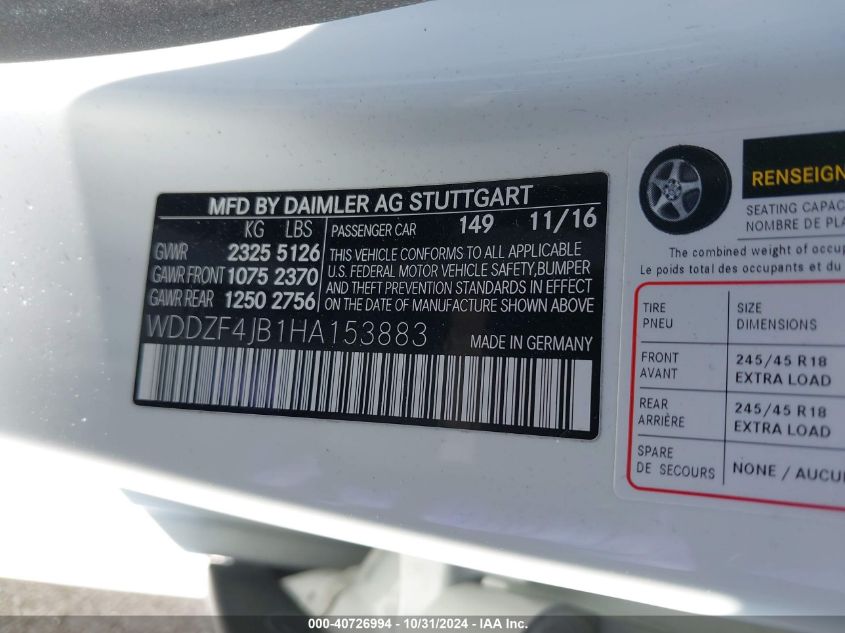 MFD BY DAIMLER AG STUTTGART
KG LBS PASSENGER CAR 149 11/16
GVWR 2325 5126
GAWR FRONT 1075 2370
GAWR REAR 1250 2756
THIS VEHICLE CONFORMS TO ALL APPLICABLE
U.S. FEDERAL MOTOR VEHICLE SAFETY,BUMPER
AND THEFT PREVENTION STANDARDS IN EFFECT
ON THE DATE OF MANUFACTURE SHOWN ABOVE
WDDZF4JB1HA153883 MADE IN GERMANY
RENSEIGN
SEATING CAPAC
NOMBRE DE PLA
The combined weight of occup
Le poids total des occupants et du
TIRE SIZE
PNEU DIMENSIONS
FRONT 245/45 R18
AVANT EXTRA LOAD
REAR 245/45 R18
ARRIÈRE EXTRA LOAD
SPARE
DE SECOURS NONE / AUCU
000-40726994 - 10/31/2024 - IAA Inc.